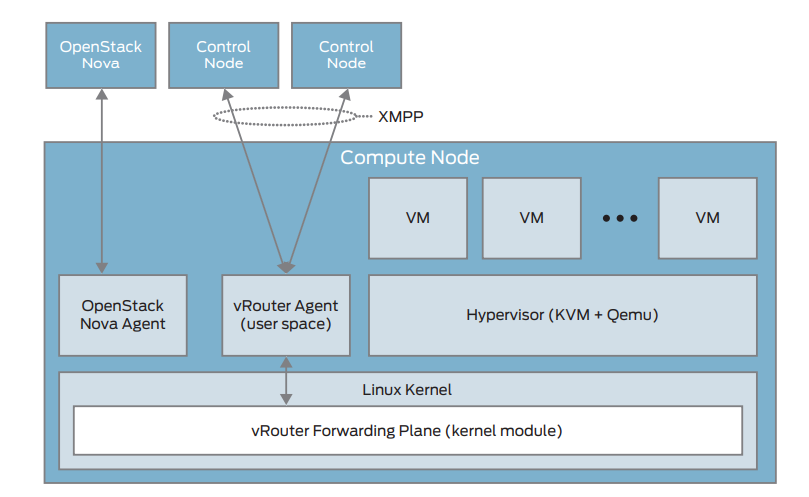 OpenStack
Nova
Control
Node
Control
Node
XMPP
Compute Node
VM
VM
VM
OpenStack
Nova Agent
vRouter Agent
(user space)
Hypervisor (KVM + Qemu)
Linux Kernel
vRouter Forwarding Plane (kernel module)